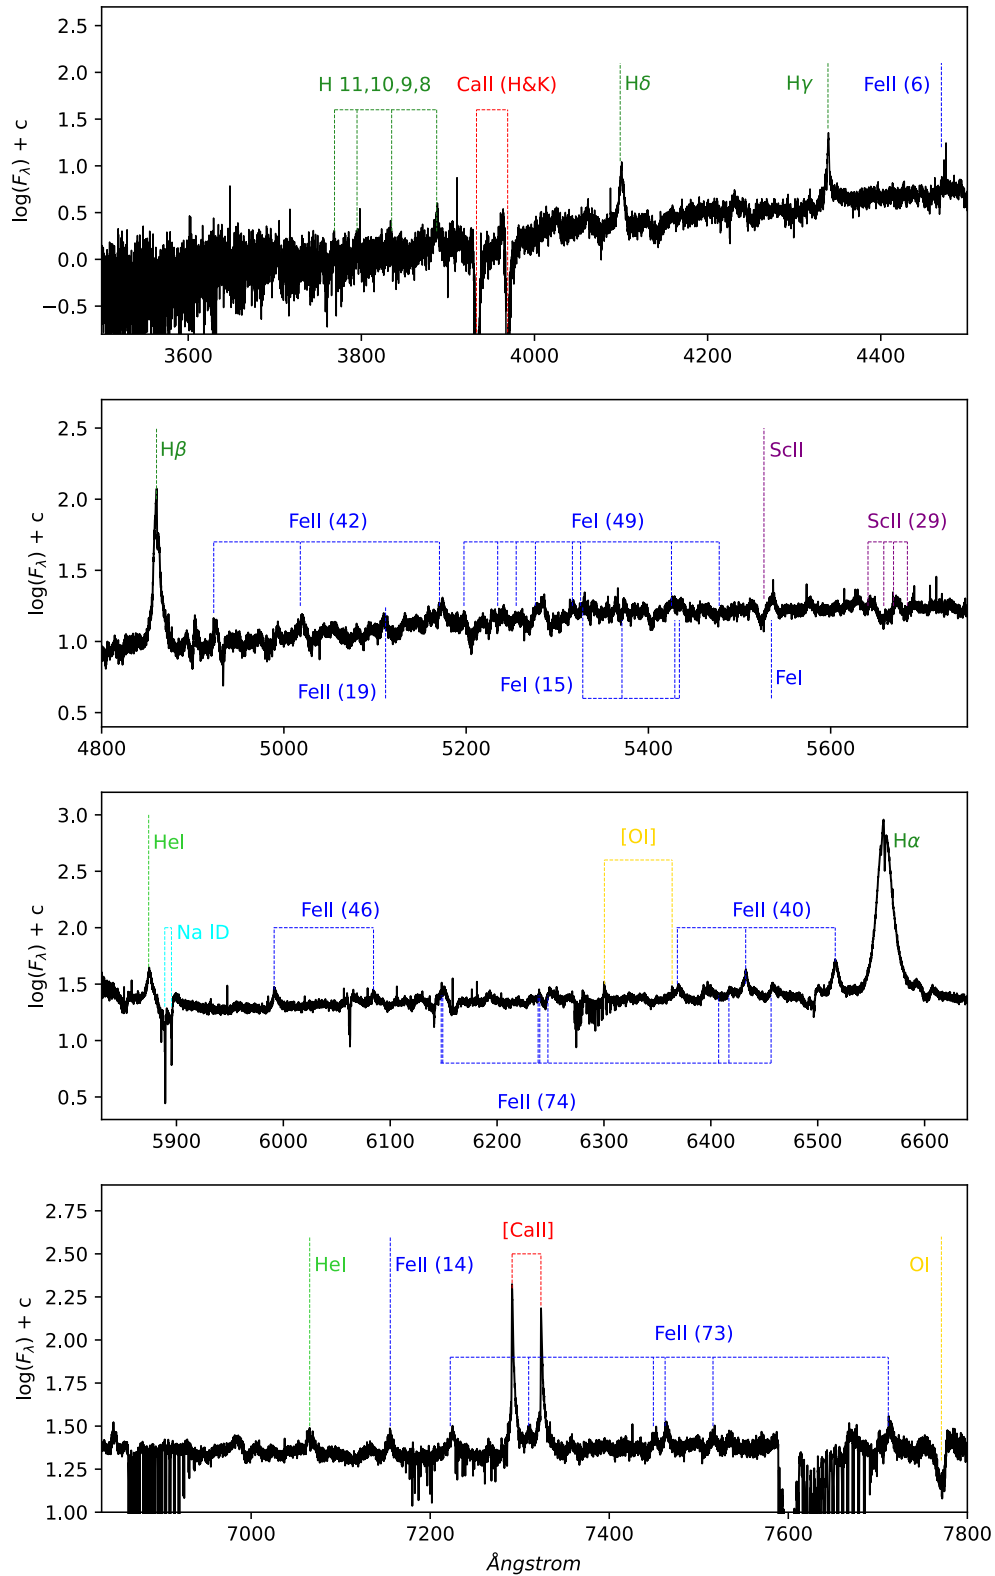 H 11,10,9,8
CaII (H&K)
Hδ
Hγ
FeII (6)
log(Fλ) + c
2.5
2.0
1.5
1.0
0.5
0.0
−0.5
3600
3800
4000
4200
4400
Hβ
FeII (42)
FeI (49)
ScII
ScII (29)
FeII (19)
FeI (15)
FeI
log(Fλ) + c
2.5
2.0
1.5
1.0
0.5
4800
5000
5200
5400
5600
HeI
Na ID
FeII (46)
[OI]
FeII (40)
Hα
FeII (74)
log(Fλ) + c
3.0
2.5
2.0
1.5
1.0
0.5
5900
6000
6100
6200
6300
6400
6500
6600
HeI
FeII (14)
[CaII]
FeII (73)
OI
log(Fλ) + c
2.75
2.50
2.25
2.00
1.75
1.50
1.25
1.00
7000
7200
7400
7600
7800
Ångstrom